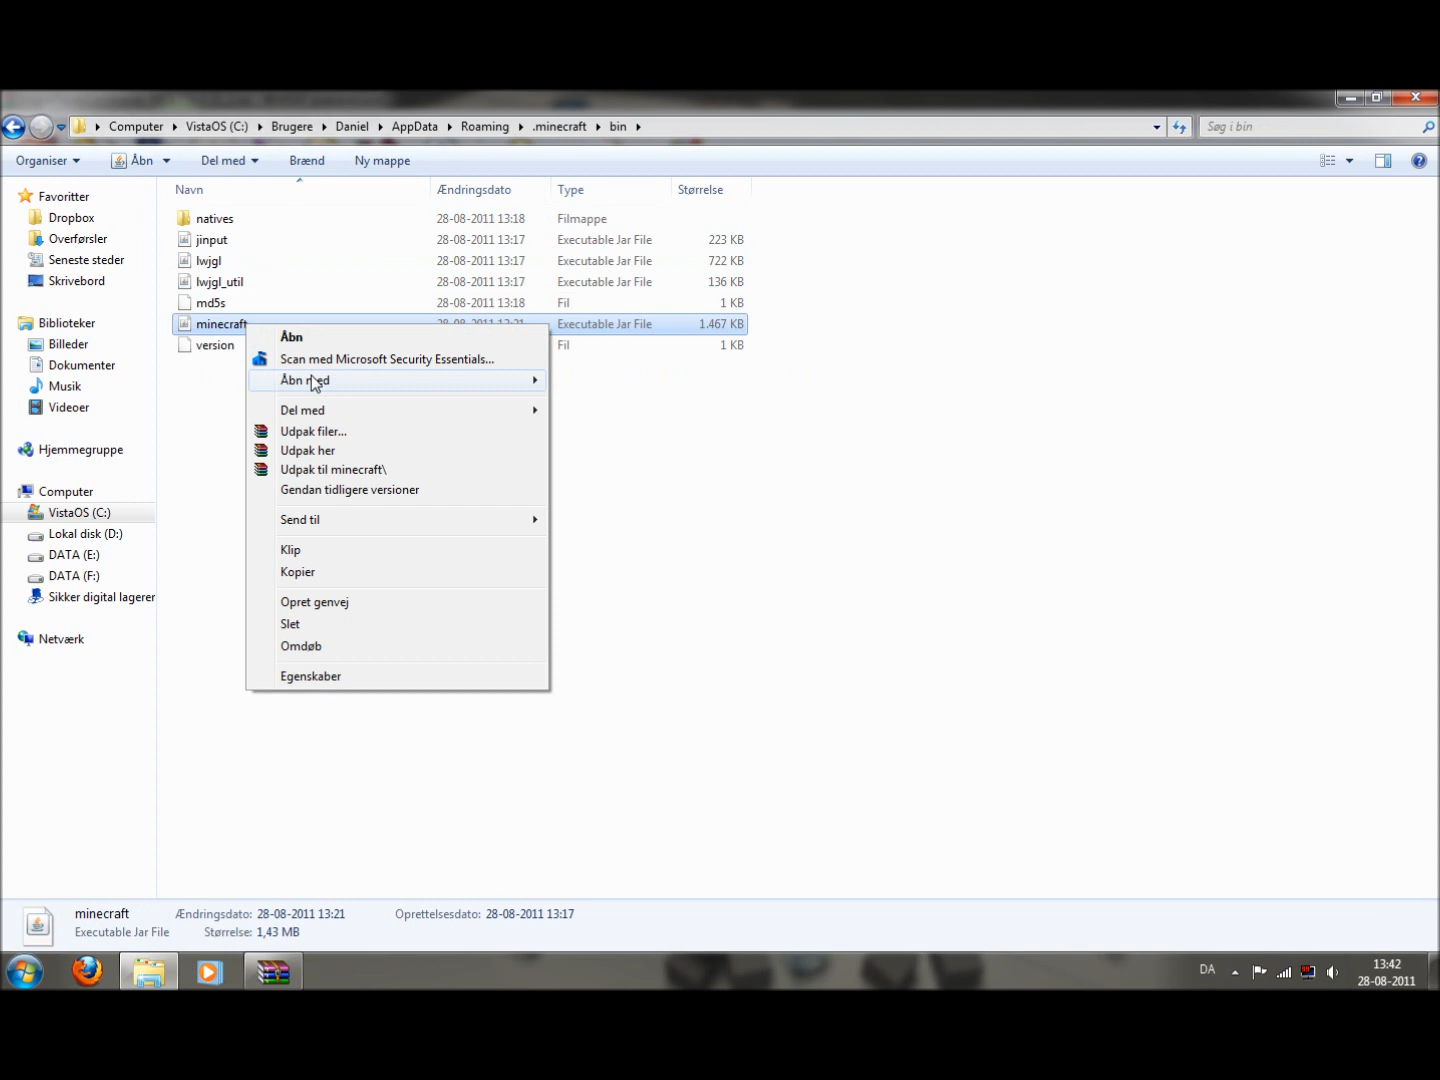 Computer VistaOS (C:) Brugere Daniel AppData Roaming .minecraft bin
Søg i bin
Organiser Åbn Del med Brænd Ny mappe
Navn Ændringsdato Type Størrelse
Favoritter
Dropbox
Overførsler
Seneste steder
Skrivebord
Biblioteker
Billeder
Dokumenter
Musik
Videoer
Hjemmegruppe
Computer
VistaOS (C:)
Lokal disk (D:)
DATA (E:)
DATA (F:)
Sikker digital lagerer
Netværk
natives 28-08-2011 13:18 Filmappe
jinput 28-08-2011 13:17 Executable Jar File 223 KB
lwjgl 28-08-2011 13:17 Executable Jar File 722 KB
lwjgl_util 28-08-2011 13:17 Executable Jar File 136 KB
md5s 28-08-2011 13:18 Fil 1 KB
minecraft 28-08-2011 13:21 Executable Jar File 1.467 KB
version Fil 1 KB
Åbn
Scan med Microsoft Security Essentials...
Åbn med
Del med
Udpak filer...
Udpak her
Udpak til minecraft\
Gendan tidligere versioner
Send til
Klip
Kopier
Opret genvej
Slet
Omdøb
Egenskaber
minecraft Ændringsdato: 28-08-2011 13:21 Oprettelsesdato: 28-08-2011 13:17
Executable Jar File Størrelse: 1,43 MB
DA
13:42
28-08-2011